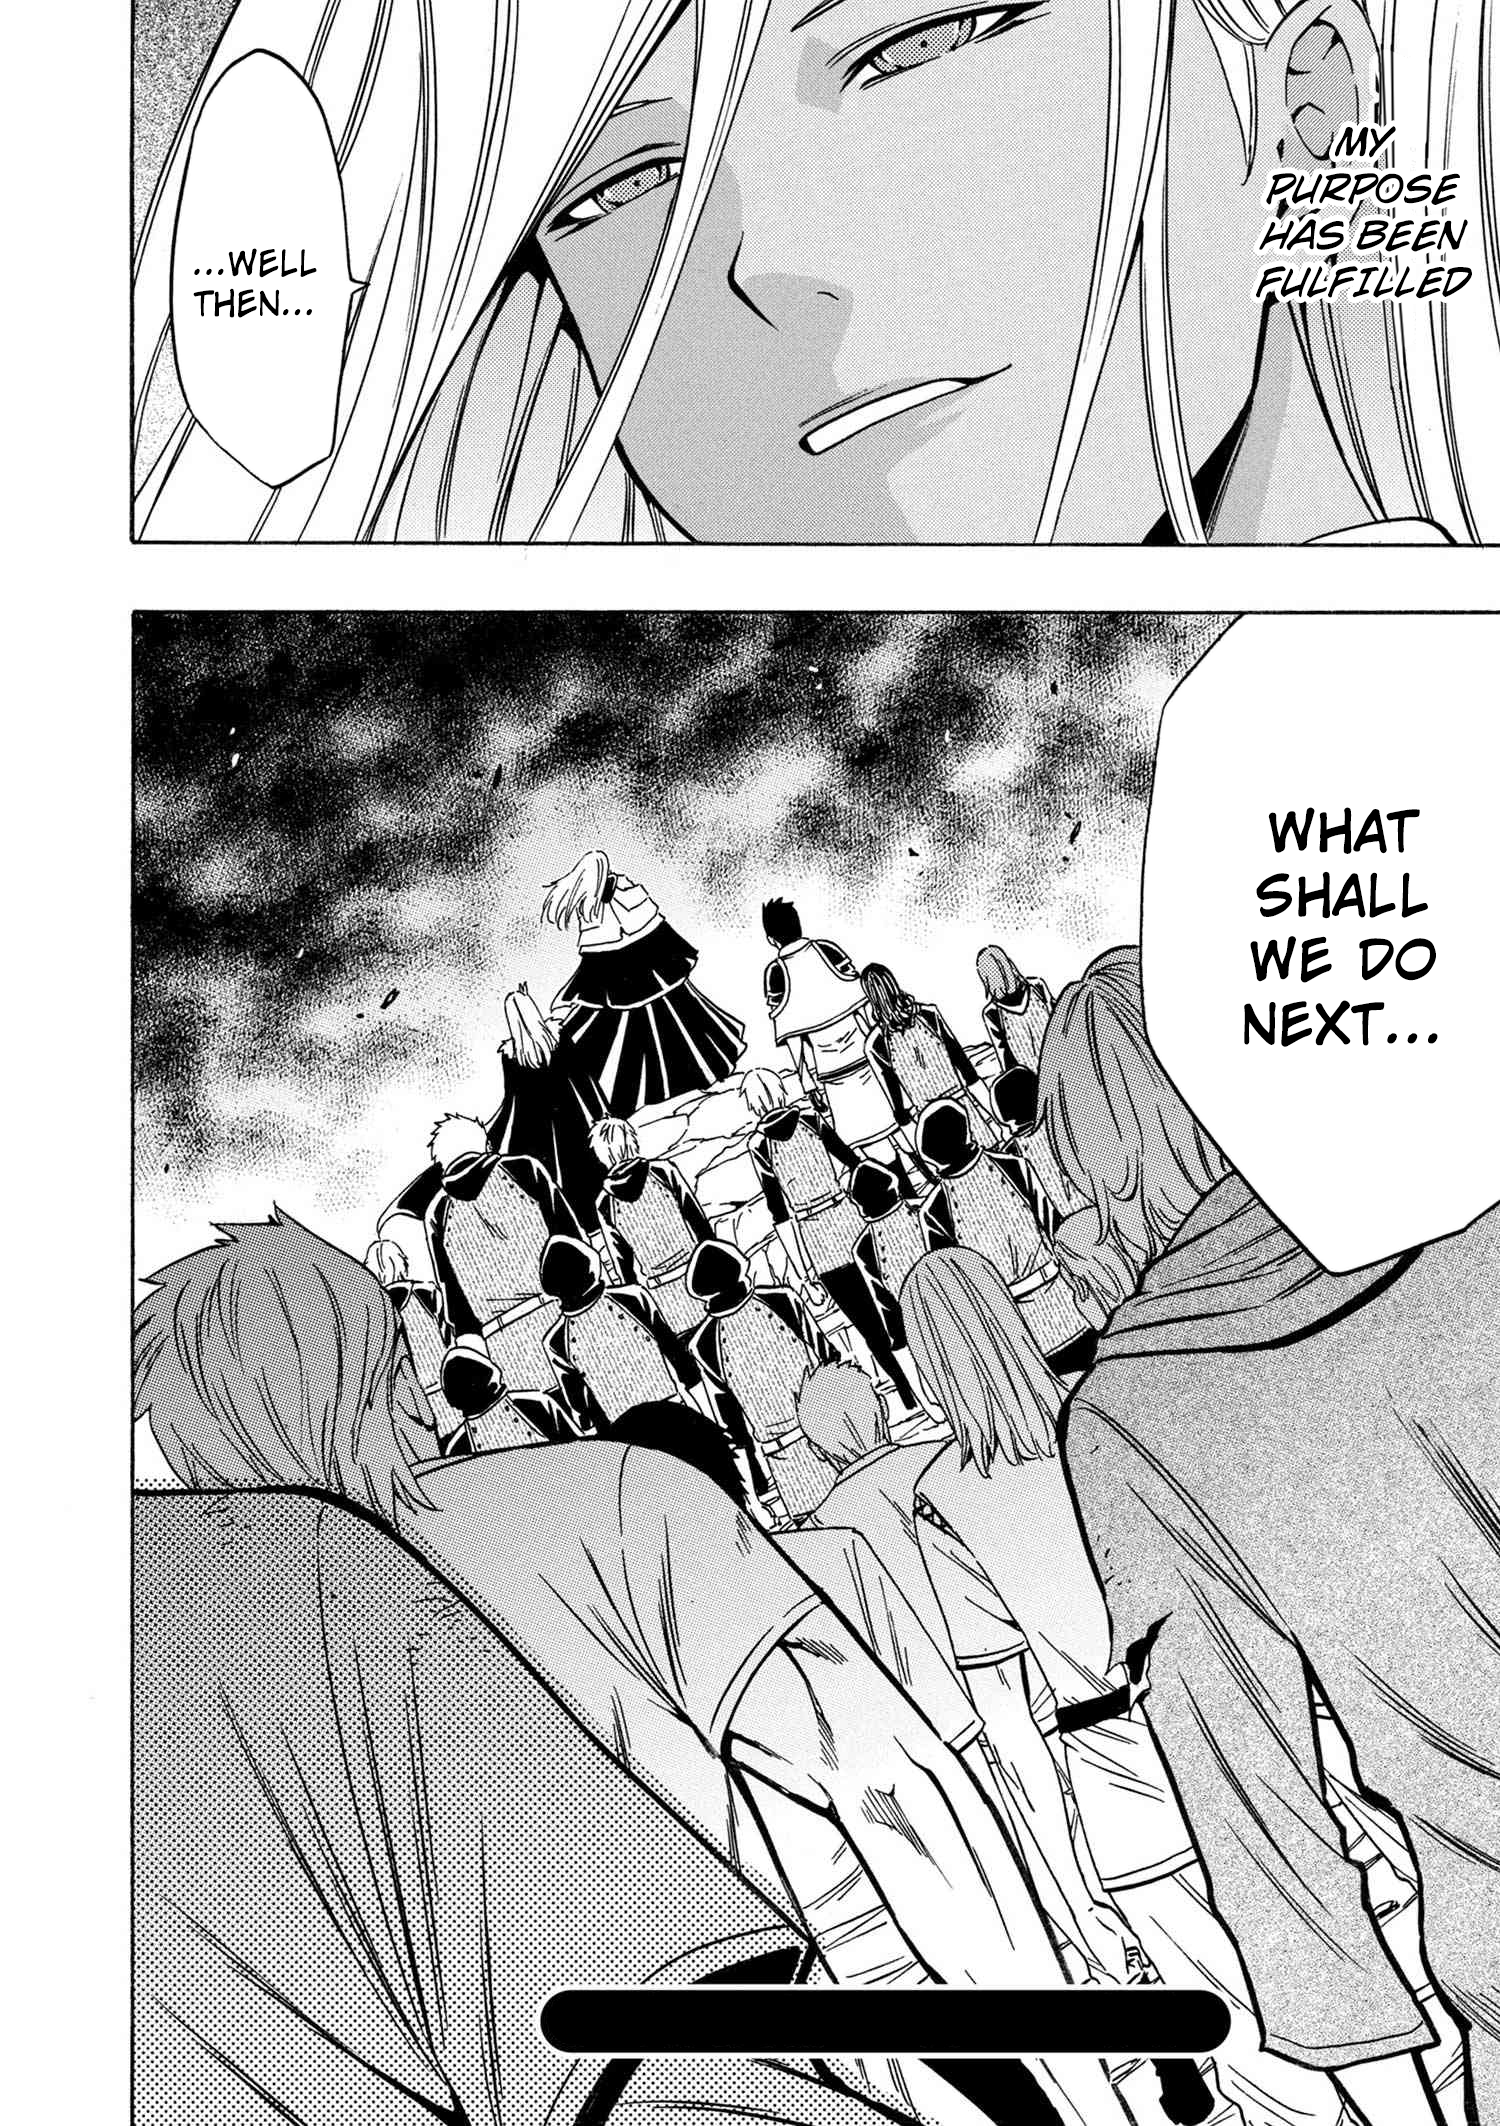 MY
PURPOSE
HAS BEEN
FULFILLED
...WELL
THEN...
WHAT
SHALL
WE DO
NEXT...